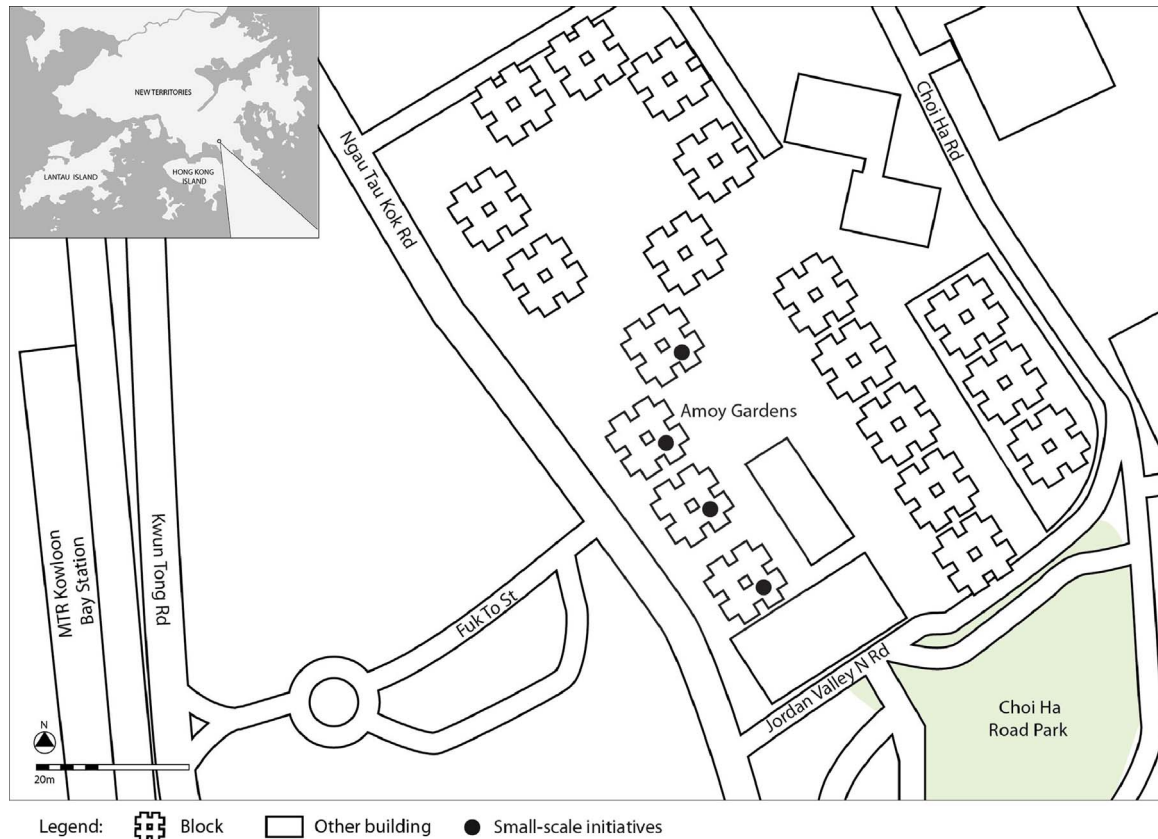 NEW TERRITORIES
LANTAU ISLAND
HONG KONG
ISLAND
Ngau Tau Kok Rd
Choi Ha Rd
Amoy Gardens
MTR Kowloon
Bay Station
Kwun Tong Rd
Fuk To St
Jordan Valley N Rd
Choi Ha
Road Park
N
20m
Legend: Block Other building Small-scale initiatives